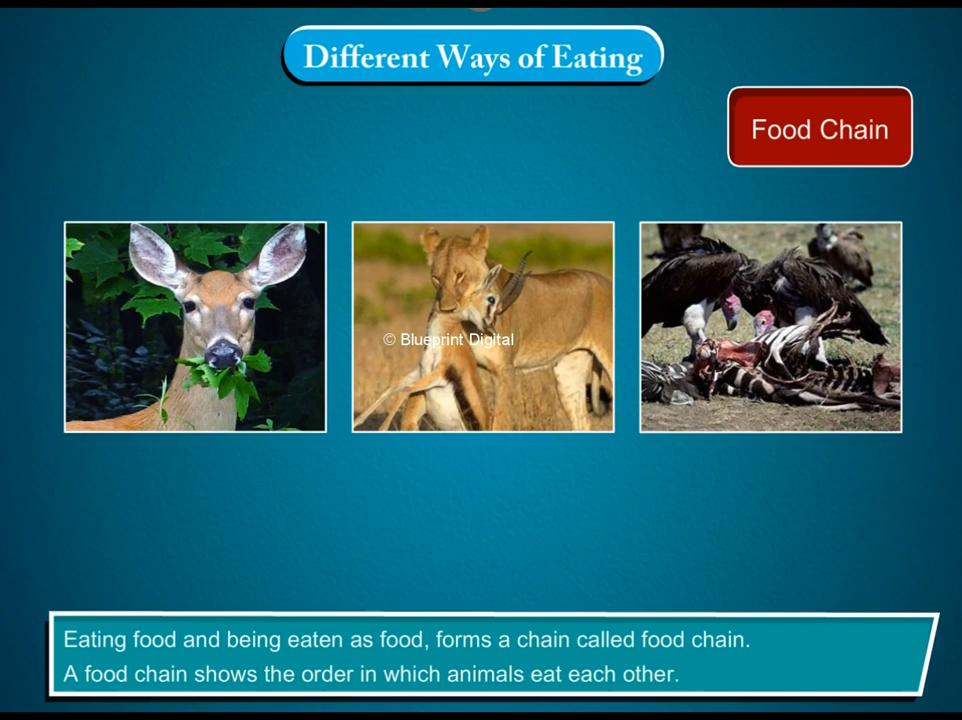 Different Ways of Eating
Food Chain
© Blueprint Digital
Eating food and being eaten as food, forms a chain called food chain.
A food chain shows the order in which animals eat each other.